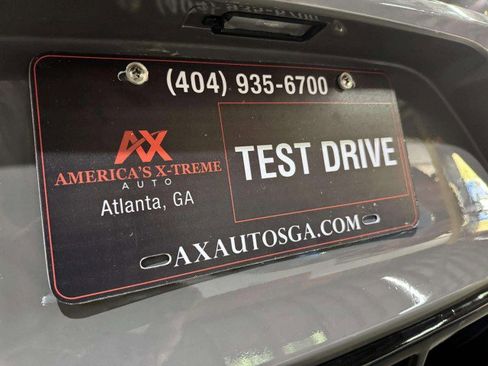 (404) 935-6700
AX
AMERICA'S X-TREME
AUTO
Atlanta, GA
TEST DRIVE
AXAUTOSGA.COM